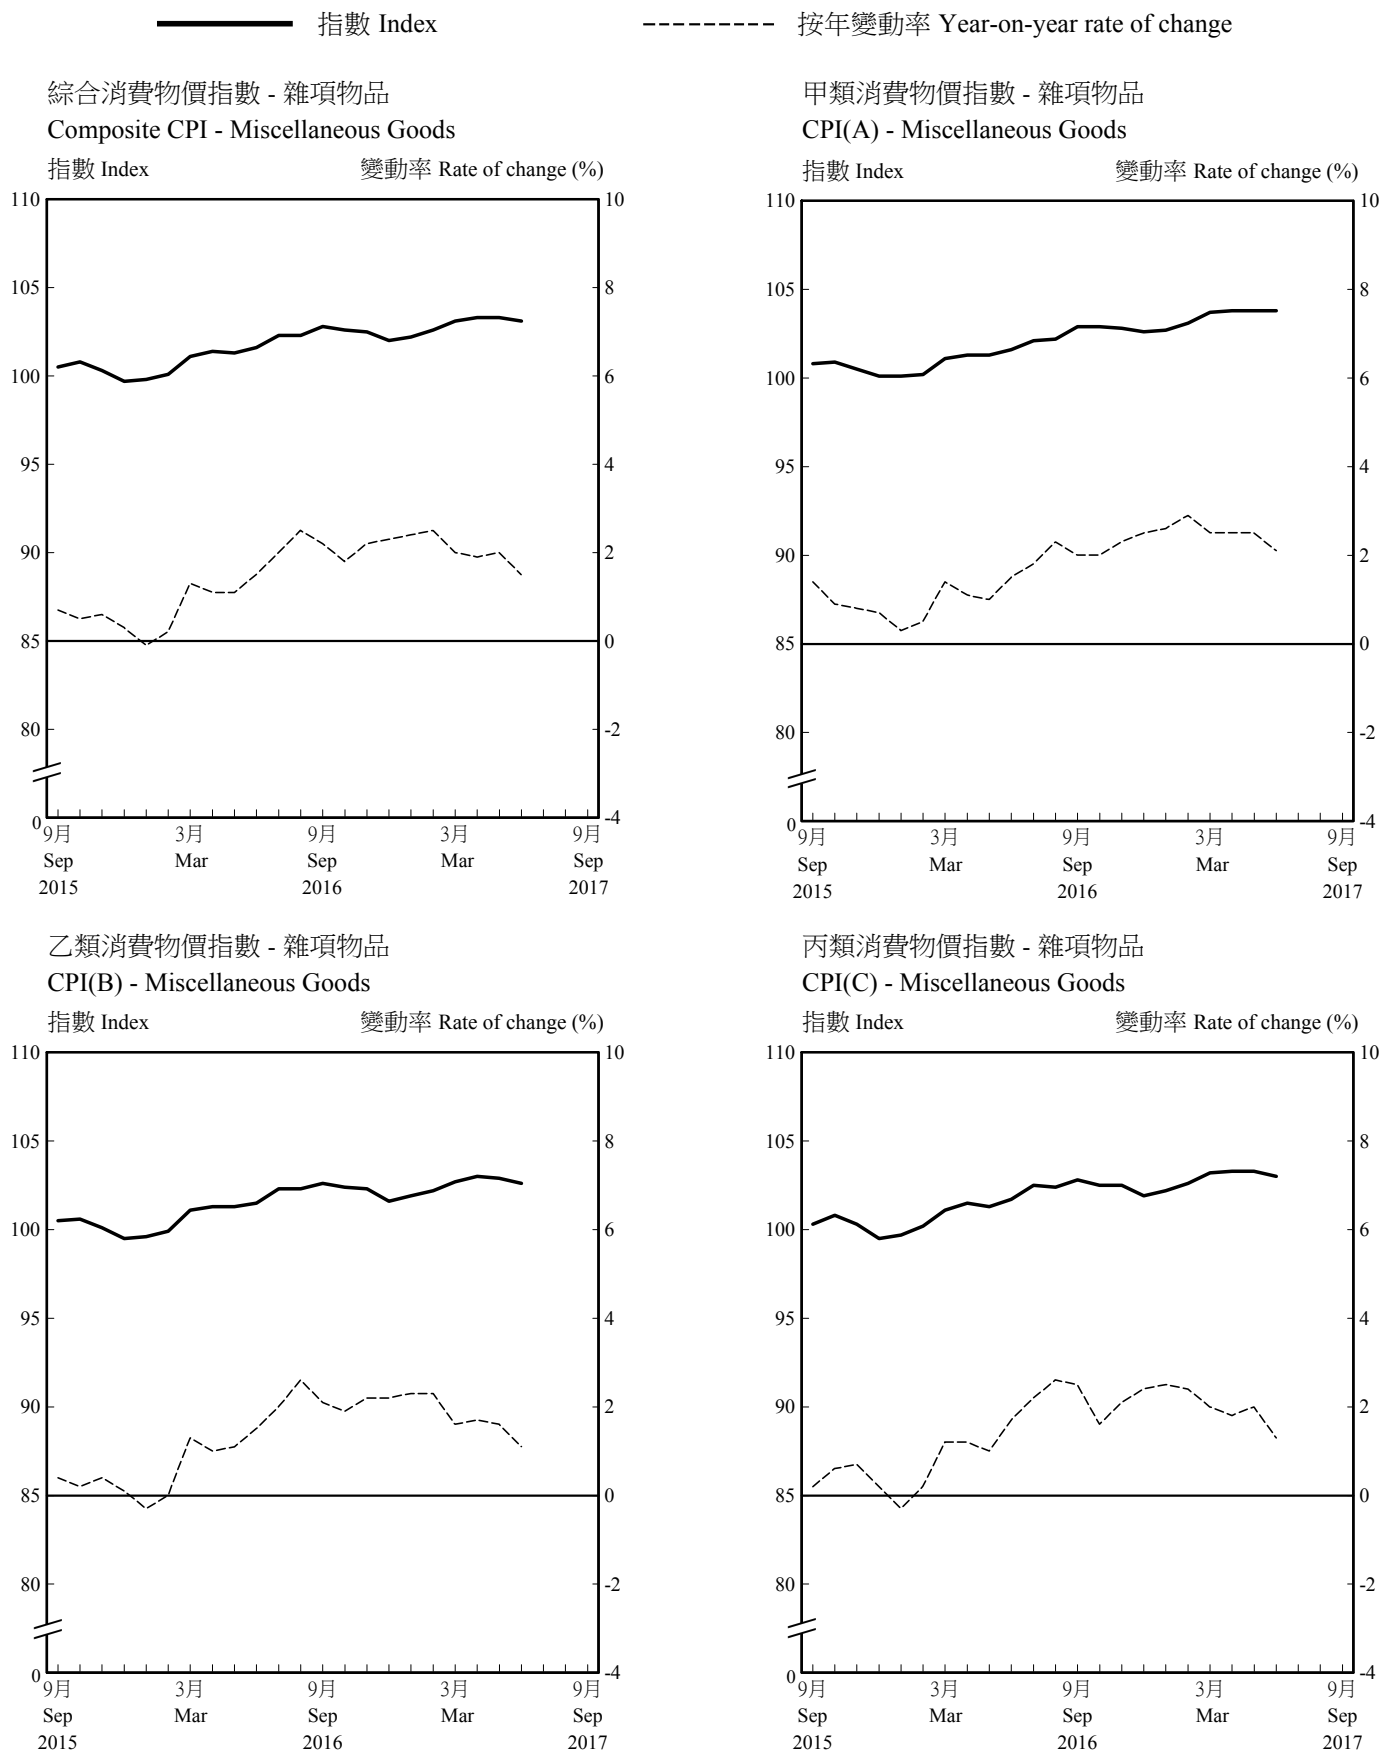 指數 Index
按年變動率 Year-on-year rate of change
綜合消費物價指數 - 雜項物品
Composite CPI - Miscellaneous Goods
指數 Index
變動率 Rate of change (%)
110
105
100
95
90
85
80
0
10
8
6
4
2
0
-2
-4
9月
Sep
2015
3月
Mar
9月
Sep
2016
3月
Mar
9月
Sep
2017
甲類消費物價指數 - 雜項物品
CPI(A) - Miscellaneous Goods
指數 Index
變動率 Rate of change (%)
110
105
100
95
90
85
80
0
10
8
6
4
2
0
-2
-4
9月
Sep
2015
3月
Mar
9月
Sep
2016
3月
Mar
9月
Sep
2017
乙類消費物價指數 - 雜項物品
CPI(B) - Miscellaneous Goods
指數 Index
變動率 Rate of change (%)
110
105
100
95
90
85
80
0
10
8
6
4
2
0
-2
-4
9月
Sep
2015
3月
Mar
9月
Sep
2016
3月
Mar
9月
Sep
2017
丙類消費物價指數 - 雜項物品
CPI(C) - Miscellaneous Goods
指數 Index
變動率 Rate of change (%)
110
105
100
95
90
85
80
0
10
8
6
4
2
0
-2
-4
9月
Sep
2015
3月
Mar
9月
Sep
2016
3月
Mar
9月
Sep
2017